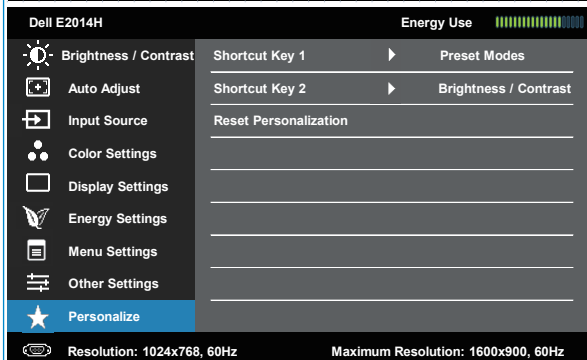 Dell E2014H Energy Use
Brightness / Contrast Shortcut Key 1 Preset Modes
Auto Adjust Shortcut Key 2 Brightness / Contrast
Input Source Reset Personalization
Color Settings
Display Settings
Energy Settings
Menu Settings
Other Settings
Personalize
Resolution: 1024x768, 60Hz Maximum Resolution: 1600x900, 60Hz